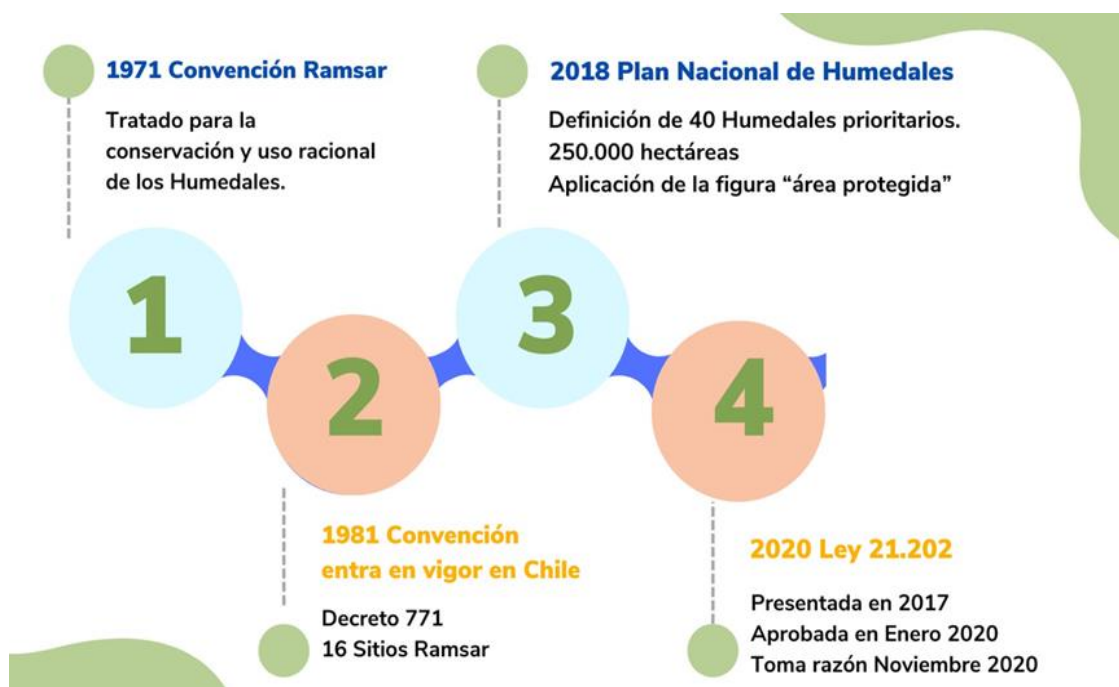 1971 Convención Ramsar
Tratado para la
conservación y uso racional
de los Humedales.
2018 Plan Nacional de Humedales
Definición de 40 Humedales prioritarios.
250.000 hectáreas
Aplicación de la figura “área protegida”
1
2
3
4
1981 Convención
entra en vigor en Chile
Decreto 771
16 Sitios Ramsar
2020 Ley 21.202
Presentada en 2017
Aprobada en Enero 2020
Toma razón Noviembre 2020